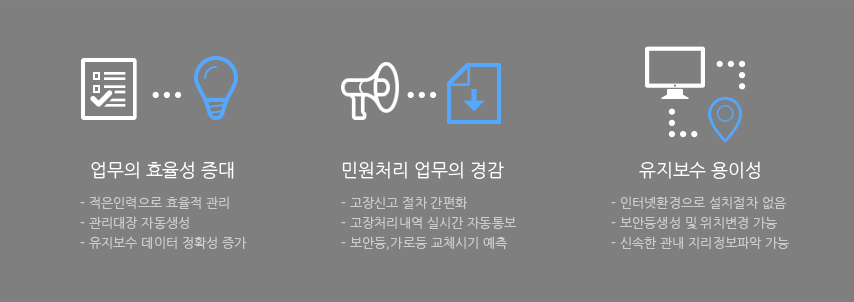 업무의 효율성 증대
- 적은인력으로 효율적 관리
- 관리대장 자동생성
- 유지보수 데이터 정확성 증가
민원처리 업무의 경감
- 고장신고 절차 간편화
- 고장처리내역 실시간 자동통보
- 보안등,가로등 교체시기 예측
유지보수 용이성
- 인터넷환경으로 설치절차 없음
- 보안등생성 및 위치변경 가능
- 신속한 관내 지리정보파악 가능